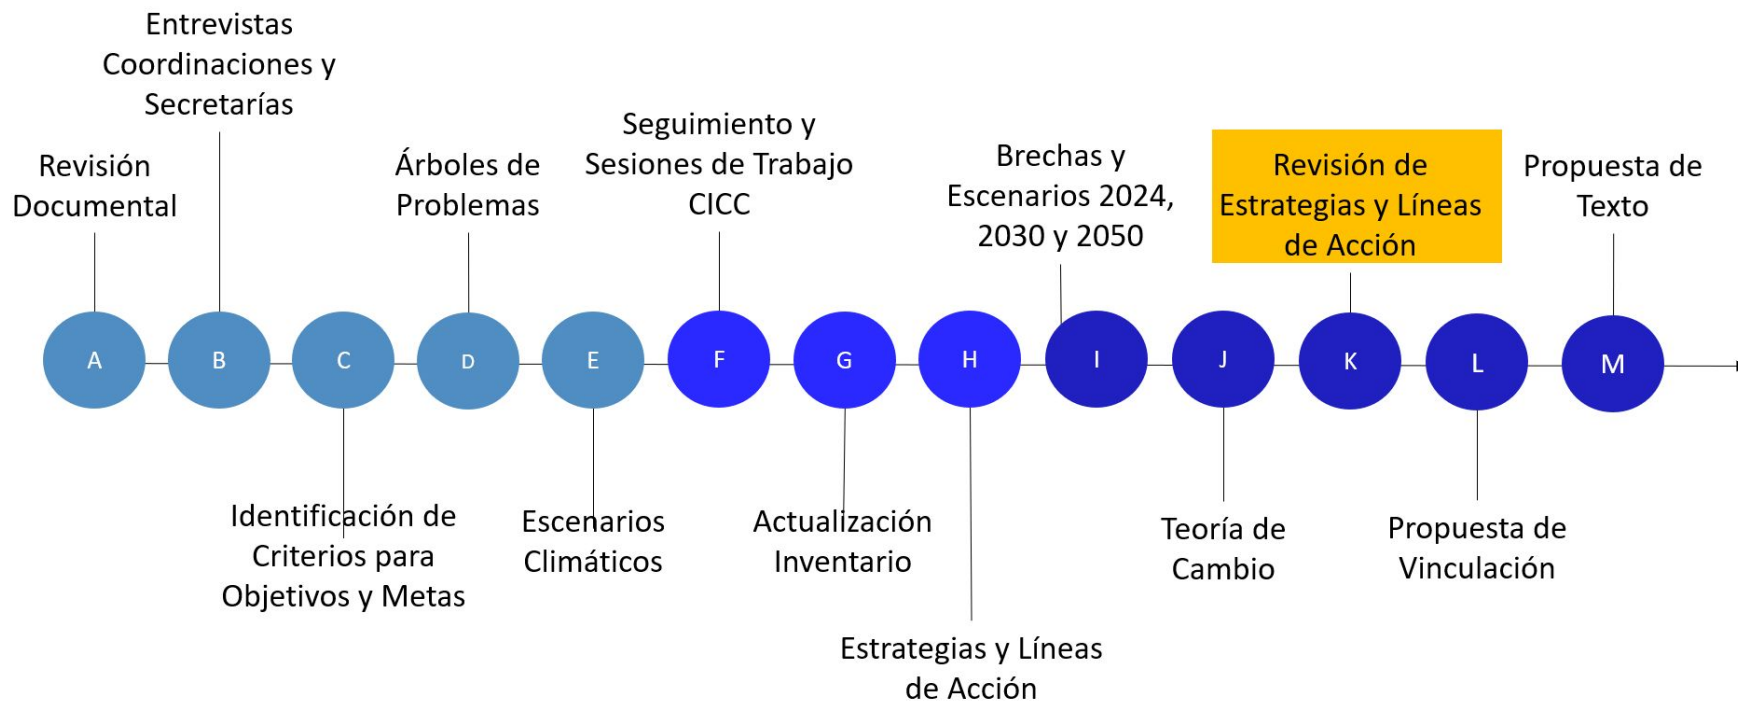 Entrevistas
Coordinaciones y
Secretarías
Revisión
Documental
Árboles de
Problemas
Seguimiento y
Sesiones de Trabajo
CICC
Brechas y
Escenarios 2024,
2030 y 2050
Revisión de
Estrategias y Líneas
de Acción
Propuesta de
Texto
A
B
C
D
E
F
G
H
I
J
K
L
M
Identificación de
Criterios para
Objetivos y Metas
Escenarios
Climáticos
Actualización
Inventario
Estrategias y Líneas
de Acción
Teoría de
Cambio
Propuesta de
Vinculación